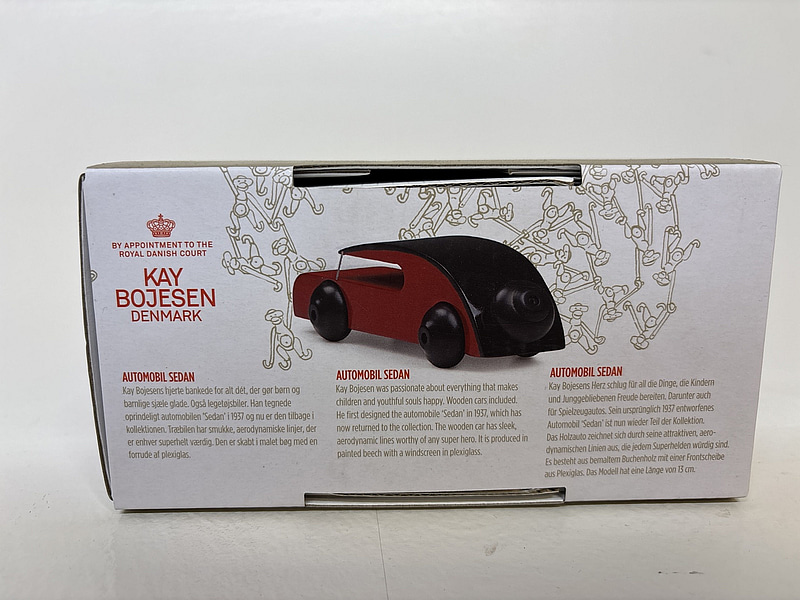 BY APPOINTMENT TO THE
ROYAL DANISH COURT
KAY
BOJESEN
DENMARK
AUTOMOBIL SEDAN
Kay Bojesens hjerte bankede for alt dét, der gør børn og
barnlige sjæle glade. Også legetøjsbiler. Han tegnede
oprindeligt automobilen "Sedan" i 1937 og nu er den tilbage i
kollektionen. Træbilen har smukke, aerodynamiske linjer, der
er enhver superhelt værdig. Den er skabt i malet bøg med en
forrude af plexiglas.
AUTOMOBIL SEDAN
Kay Bojesen was passionate about everything that makes
children and youthful souls happy. Wooden cars included.
He first designed the automobile 'Sedan' in 1937, which has
now returned to the collection. The wooden car has sleek,
aerodynamic lines worthy of any super hero. It is produced in
painted beech with a windscreen in plexiglass.
AUTOMOBIL SEDAN
Kay Bojesens Herz schlug für all die Dinge, die Kindern
und Junggebliebenen Freude bereiten. Darunter auch
für Spielzeugautos. Sein ursprünglich 1937 entworfenes
Automobil 'Sedan' ist nun wieder Teil der Kollektion.
Das Holzauto zeichnet sich durch seine attraktiven, aero-
dynamischen Linien aus, die jedem Superhelden würdig sind.
Es besteht aus bemaltem Buchenholz mit einer Frontscheibe
aus Plexiglas. Das Modell hat eine Länge von 13 cm.